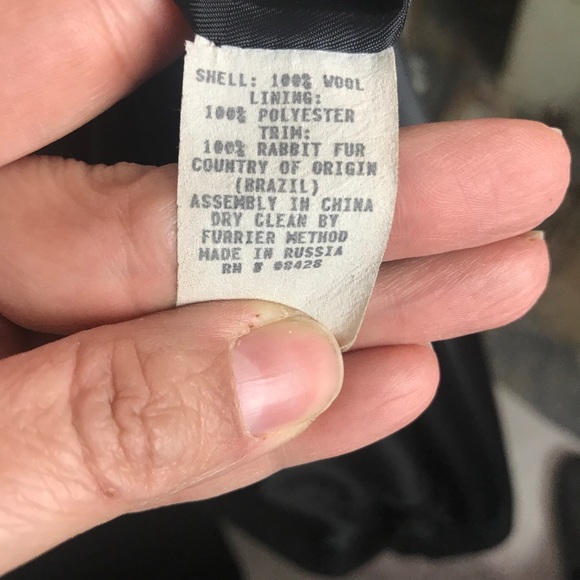 SHELL: 100% WOOL
LINING:
100% POLYESTER
TRIM:
100% RABBIT FUR
COUNTRY OF ORIGIN
(BRAZIL)
ASSEMBLY IN CHINA
DRY CLEAN BY
FURRIER METHOD
MADE IN RUSSIA
RN # 08428